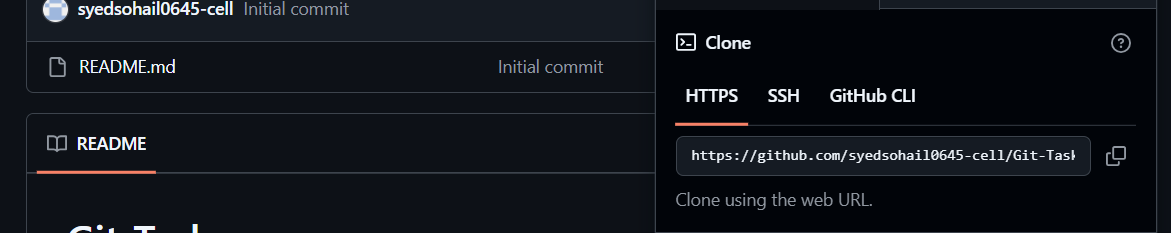 syedsohail0645-cell Initial commit
README.md Initial commit
README
Clone
HTTPS SSH GitHub CLI
https://github.com/syedsohail0645-cell/Git-Task
Clone using the web URL.